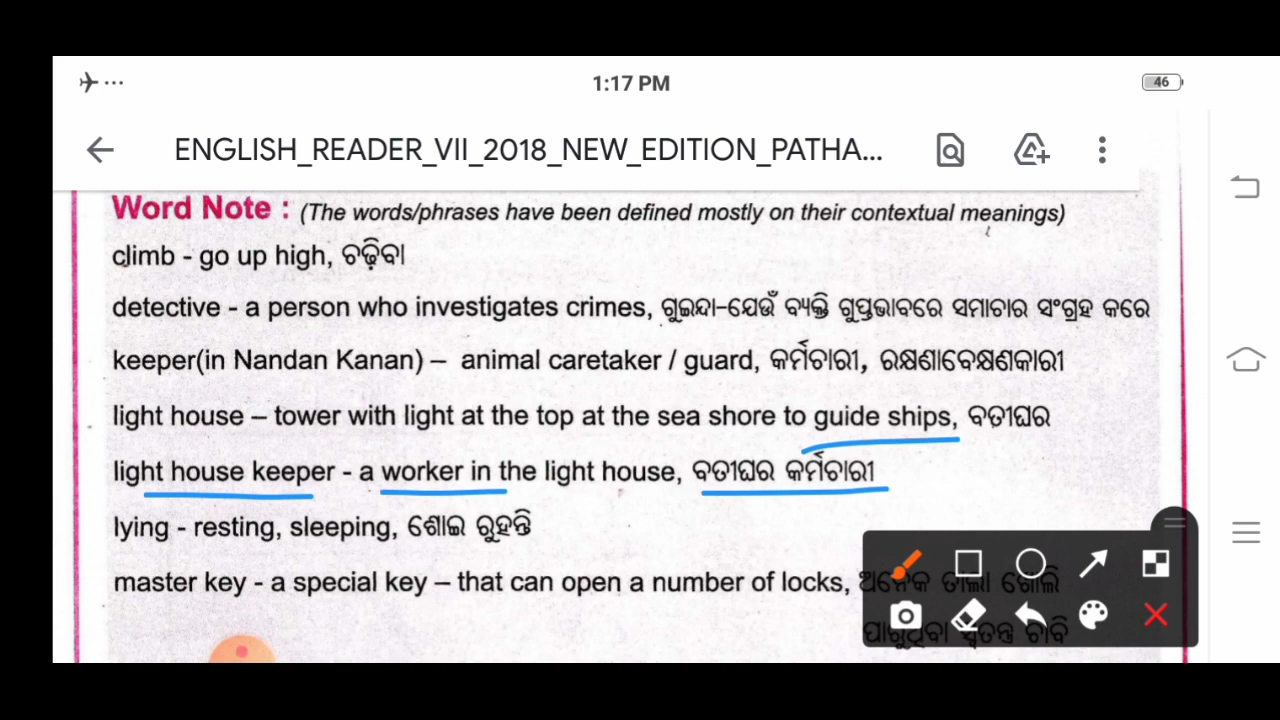 1:17 PM
46
ENGLISH_READER_VII_2018_NEW_EDITION_PATHA...
Word Note : (The words/phrases have been defined mostly on their contextual meanings)
climb - go up high, ଚଢ଼ିବା
detective - a person who investigates crimes, ଗୁଇନ୍ଦା-ଯେଉଁ ବ୍ୟକ୍ତି ଗୁପ୍ତଭାବରେ ସମାଚାର ସଂଗ୍ରହ କରେ
keeper(in Nandan Kanan) – animal caretaker / guard, କର୍ମଚାରୀ, ରକ୍ଷଣାବେକ୍ଷଣକାରୀ
light house – tower with light at the top at the sea shore to guide ships, ବତୀଘର
light house keeper - a worker in the light house, ବତୀଘର କର୍ମଚାରୀ
lying - resting, sleeping, ଶୋଇ ରୁହନ୍ତି
master key - a special key – that can open a number of locks, ଅନେକ ତାଲା ଖୋଲି
ପାରୁଥିବା ସ୍ୱତନ୍ତ୍ର ଚାବି